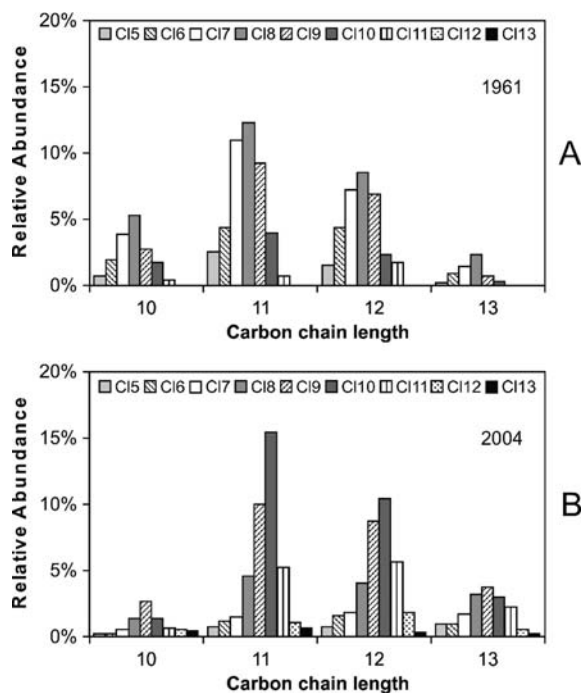 Cl5 Cl6 Cl7 Cl8 Cl9 Cl10 Cl11 Cl12 Cl13
20%
15%
10%
5%
0%
Relative Abundance
1961
A
10 11 12 13
Carbon chain length
Cl5 Cl6 Cl7 Cl8 Cl9 Cl10 Cl11 Cl12 Cl13
20%
15%
10%
5%
0%
Relative Abundance
2004
B
10 11 12 13
Carbon chain length